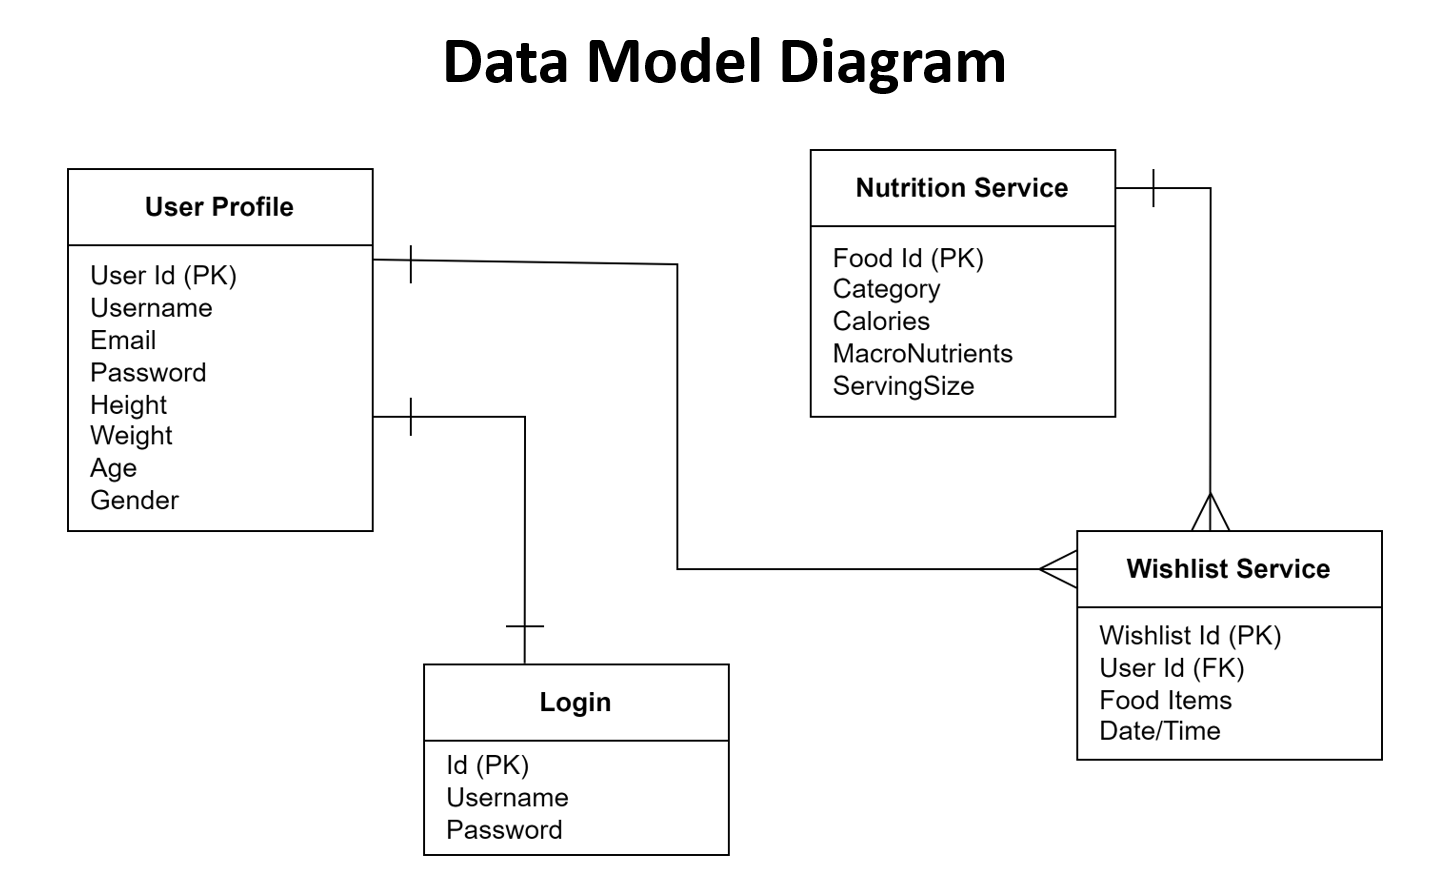 Data Model Diagram
User Profile
User Id (PK)
Username
Email
Password
Height
Weight
Age
Gender
Nutrition Service
Food Id (PK)
Category
Calories
MacroNutrients
ServingSize
Login
Id (PK)
Username
Password
Wishlist Service
Wishlist Id (PK)
User Id (FK)
Food Items
Date/Time